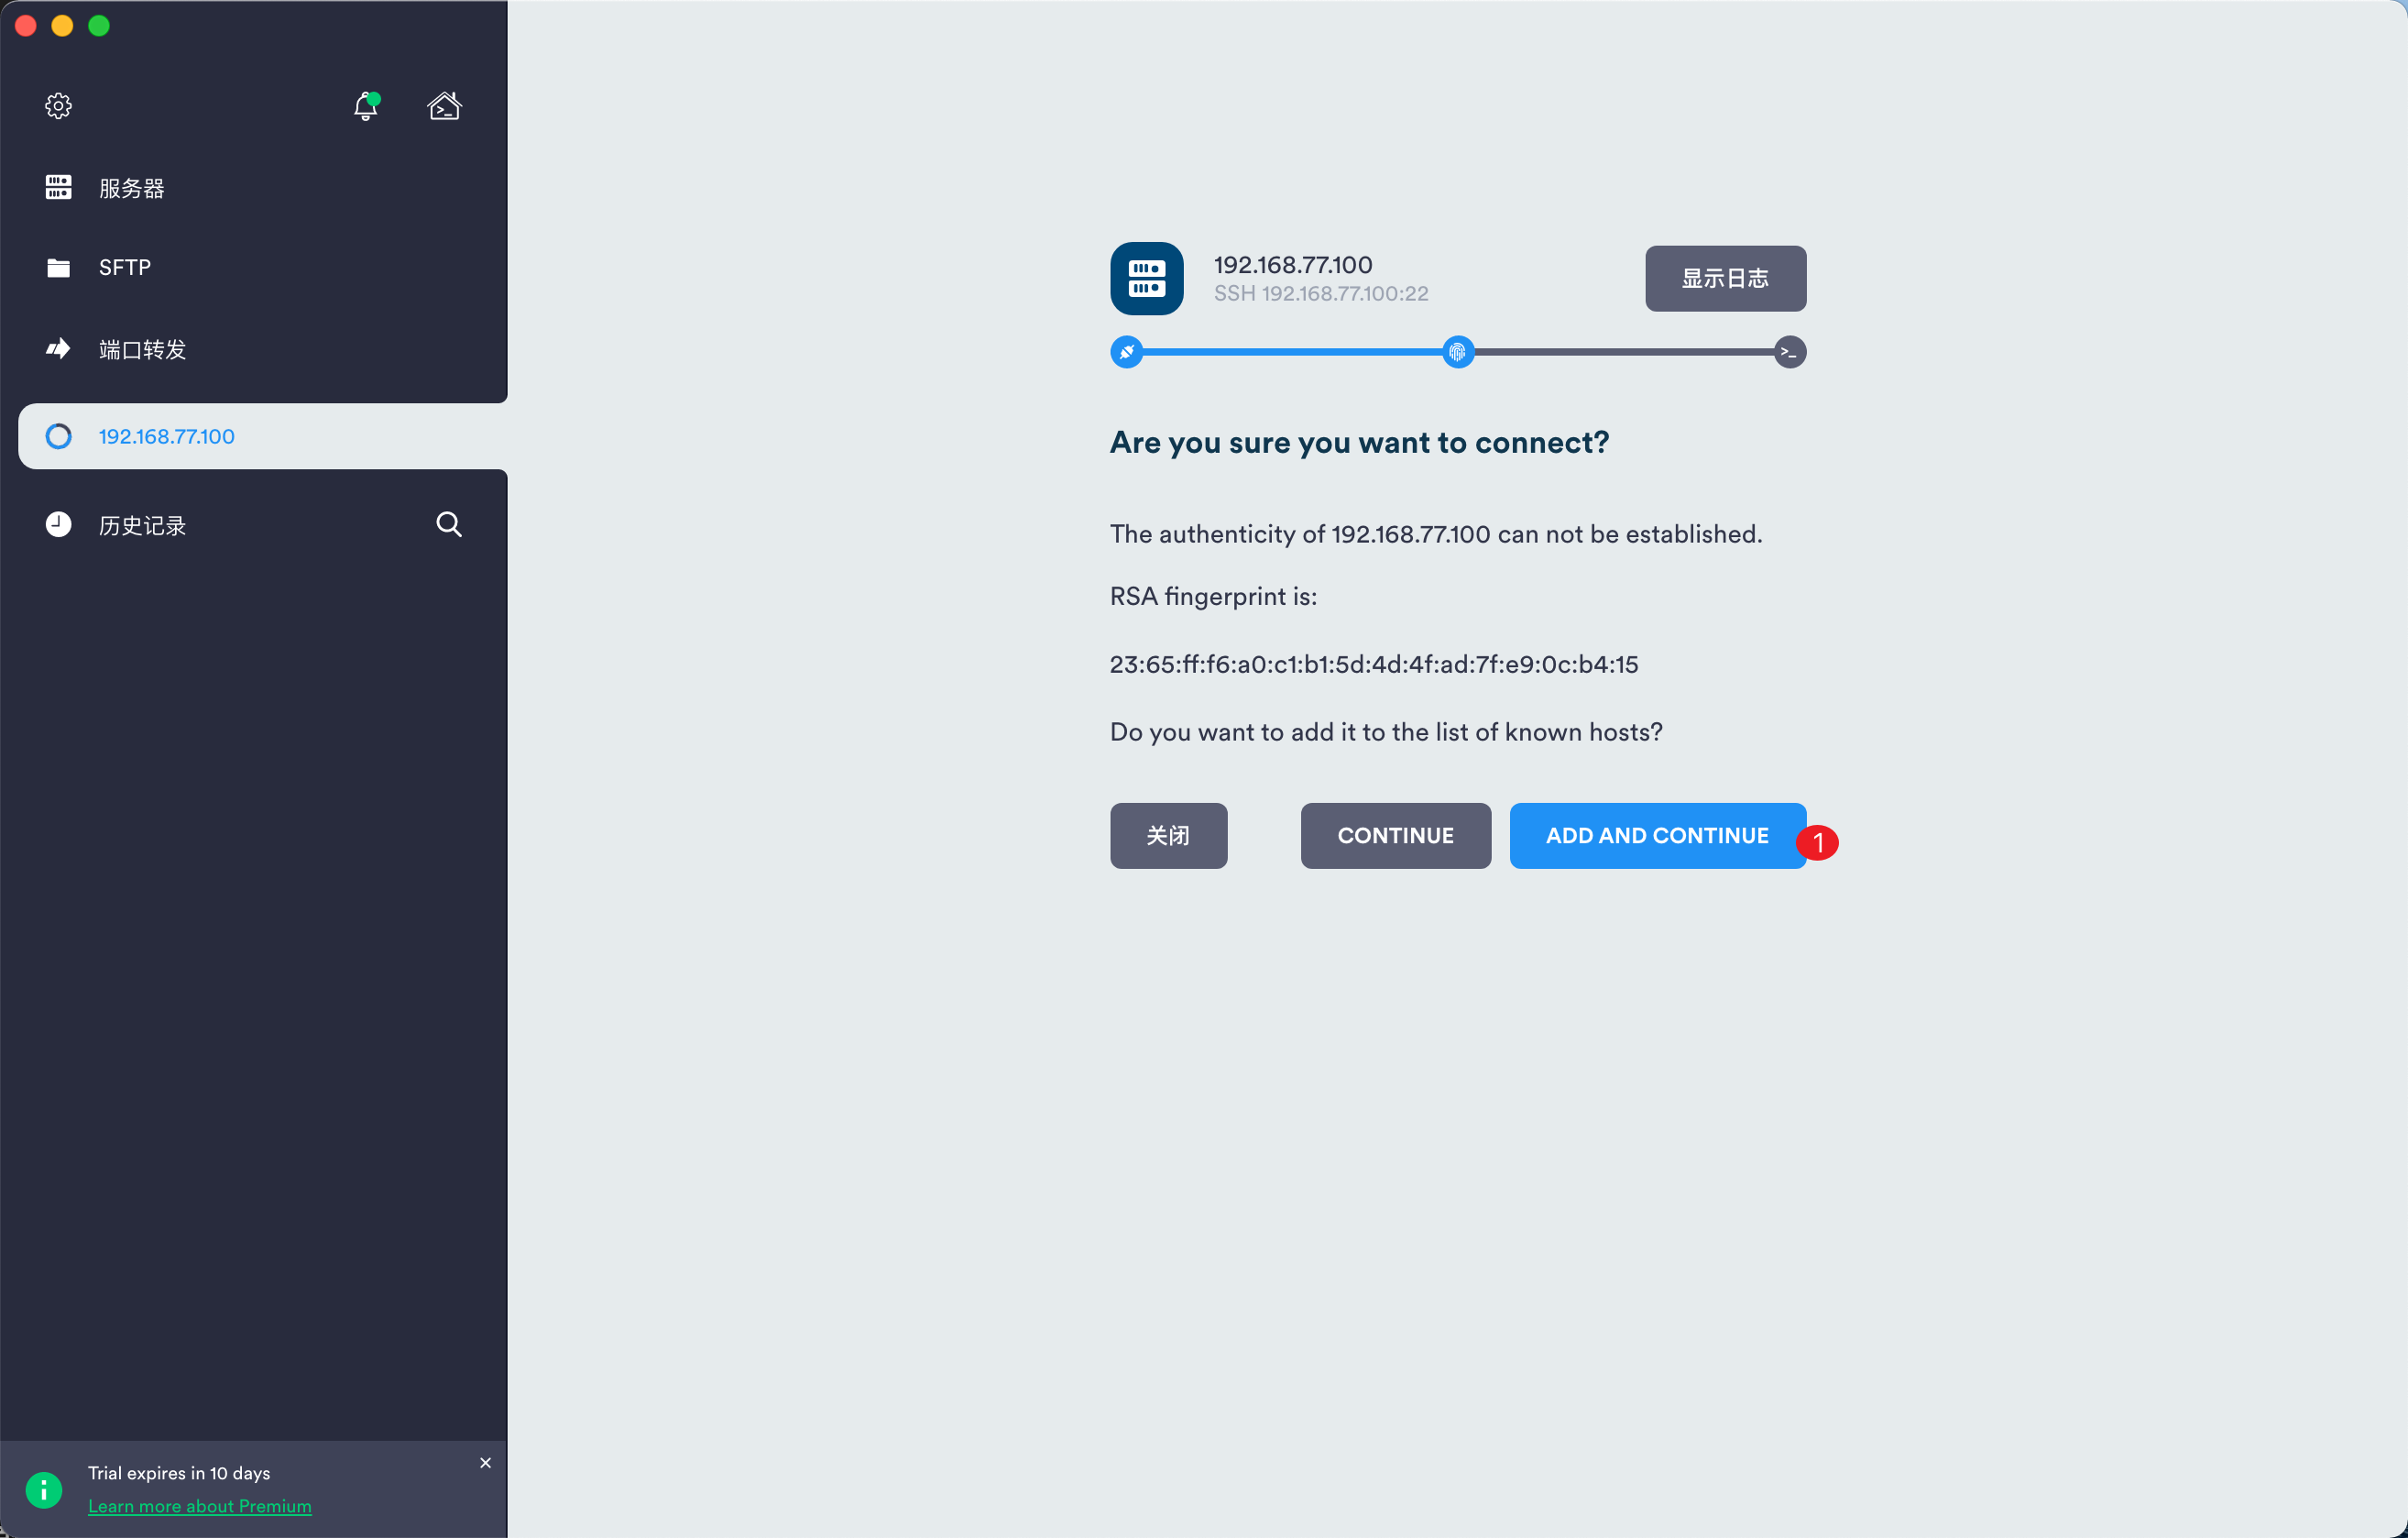 服务器
SFTP
端口转发
192.168.77.100
历史记录
Trial expires in 10 days
Learn more about Premium
192.168.77.100
SSH 192.168.77.100:22
显示日志
Are you sure you want to connect?
The authenticity of 192.168.77.100 can not be established.
RSA fingerprint is:
23:65:ff:f6:a0:c1:b1:5d:4d:4f:ad:7f:e9:0c:b4:15
Do you want to add it to the list of known hosts?
关闭
CONTINUE
ADD AND CONTINUE
1